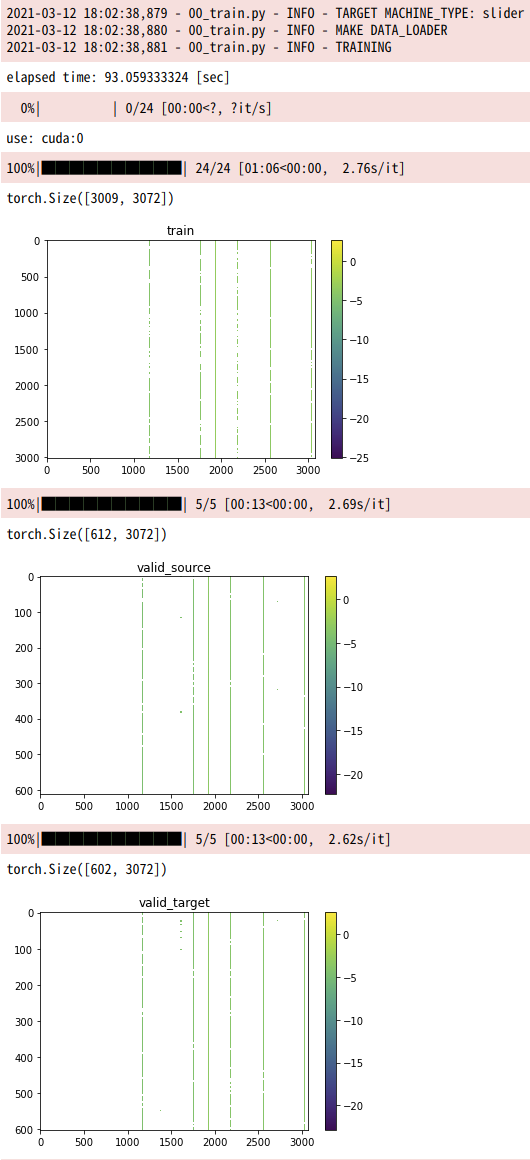 2021-03-12 18:02:38,879 - 00_train.py - INFO - TARGET MACHINE_TYPE: slider
2021-03-12 18:02:38,880 - 00_train.py - INFO - MAKE DATA_LOADER
2021-03-12 18:02:38,881 - 00_train.py - INFO - TRAINING
elapsed time: 93.059333324 [sec]
0%| | 0/24 [00:00<?, ?it/s]
use: cuda:0
100%|██████████| 24/24 [01:06<00:00, 2.76s/it]
torch.Size([3009, 3072])
train
0
500
1000
1500
2000
2500
3000
0 500 1000 1500 2000 2500 3000
0
−5
−10
−15
−20
−25
100%|██████████| 5/5 [00:13<00:00, 2.69s/it]
torch.Size([612, 3072])
valid_source
0
100
200
300
400
500
600
0 500 1000 1500 2000 2500 3000
0
−5
−10
−15
−20
100%|██████████| 5/5 [00:13<00:00, 2.62s/it]
torch.Size([602, 3072])
valid_target
0
100
200
300
400
500
600
0 500 1000 1500 2000 2500 3000
0
−5
−10
−15
−20